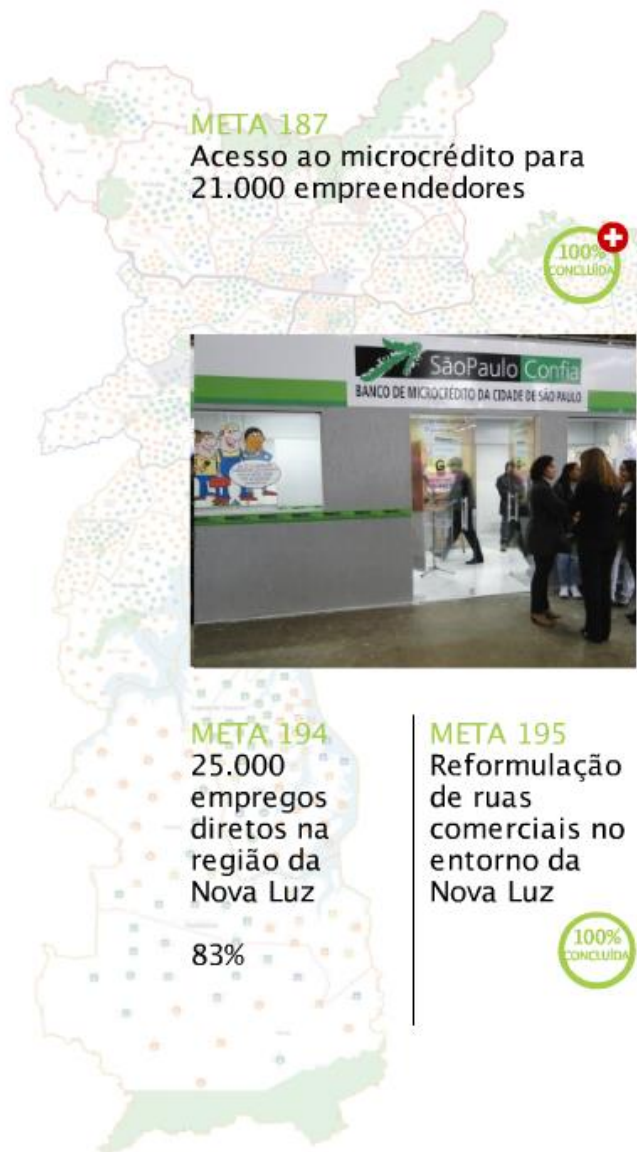 META 187
Acesso ao microcrédito para
21.000 empreendedores
100%
CONCLUÍDA
SãoPaulo Confia
BANCO DE MICROCRÉDITO DA CIDADE DE SÃO PAULO
G
META 194
25.000
empregos
diretos na
região da
Nova Luz
83%
META 195
Reformulação
de ruas
comerciais no
entorno da
Nova Luz
100%
CONCLUÍDA